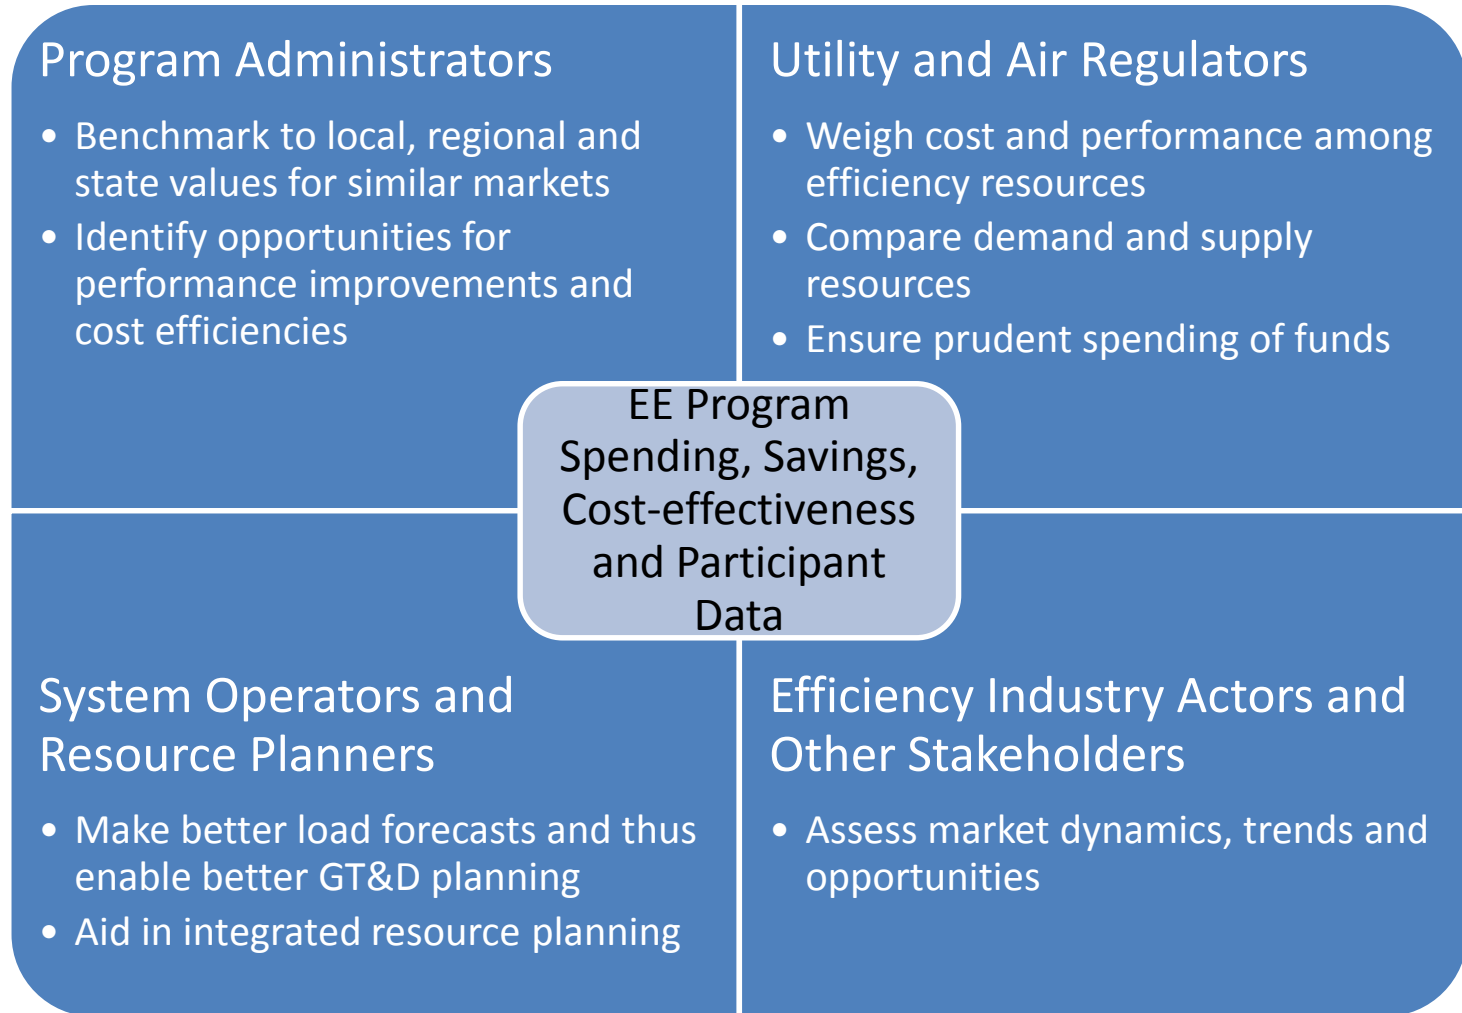 Program Administrators
• Benchmark to local, regional and
state values for similar markets
• Identify opportunities for
performance improvements and
cost efficiencies
Utility and Air Regulators
• Weigh cost and performance among
efficiency resources
• Compare demand and supply
resources
• Ensure prudent spending of funds
EE Program
Spending, Savings,
Cost-effectiveness
and Participant
Data
System Operators and
Resource Planners
• Make better load forecasts and thus
enable better GT&D planning
• Aid in integrated resource planning
Efficiency Industry Actors and
Other Stakeholders
• Assess market dynamics, trends and
opportunities